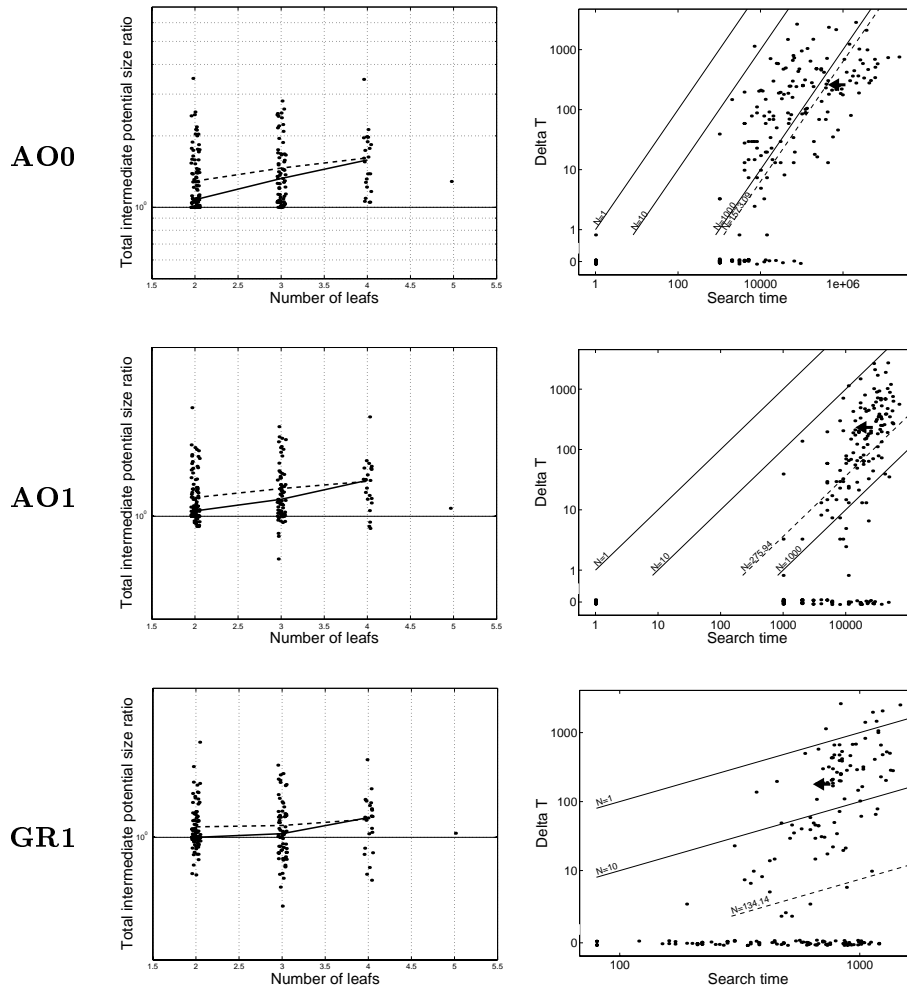 AO0
Total intermediate potential size ratio
10⁰
1.5 2 2.5 3 3.5 4 4.5 5 5.5
Number of leafs
Delta T
1000
100
10
1
0
N=1
N=10
N=1000
1 100 10000 1e+06
Search time
AO1
Total intermediate potential size ratio
10⁰
1.5 2 2.5 3 3.5 4 4.5 5 5.5
Number of leafs
Delta T
1000
100
10
1
0
N=1
N=10
N=275.94
N=1000
1 10 100 1000 10000
Search time
GR1
Total intermediate potential size ratio
10⁰
1.5 2 2.5 3 3.5 4 4.5 5 5.5
Number of leafs
Delta T
1000
100
10
0
N=1
N=10
N=134.14
100 1000
Search time